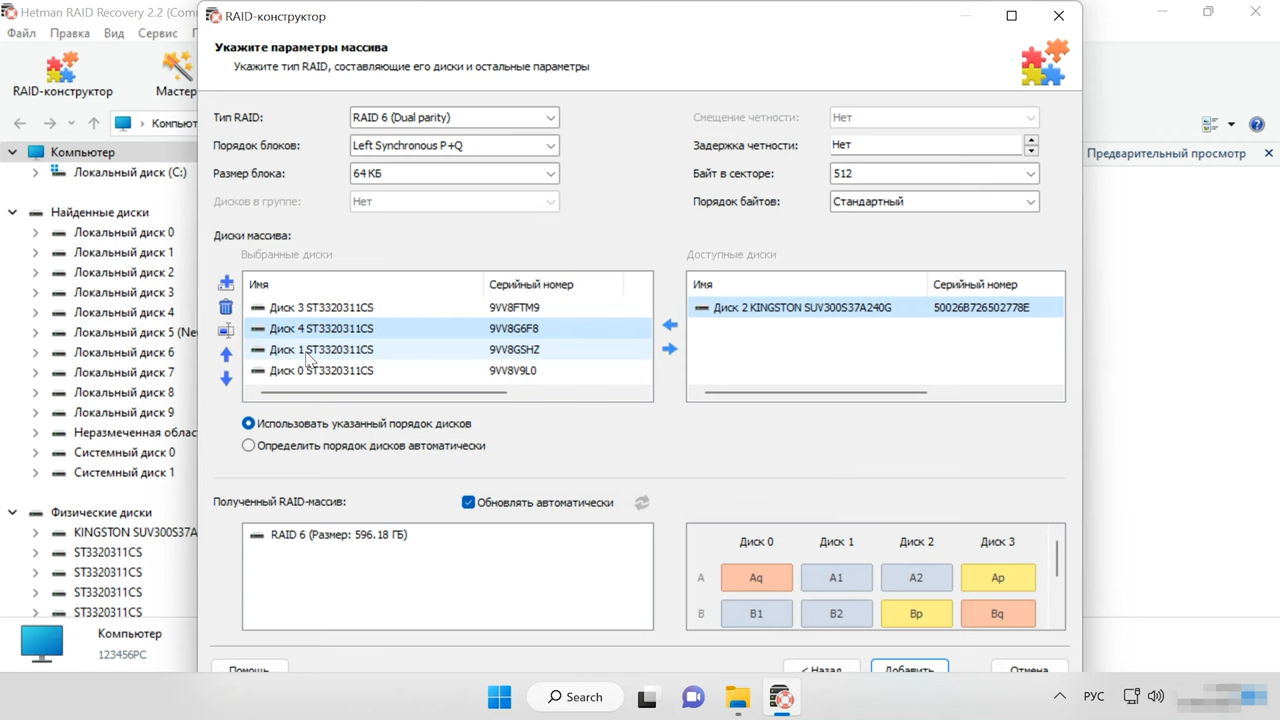 Hetman RAID Recovery 2.2 (Com
RAID-конструктор
Файл Правка Вид Сервис
Укажите параметры массива
Укажите тип RAID, составляющие его диски и остальные параметры
RAID-конструктор
Мастер
Компьют
Предварительный просмотр
Компьютер
Локальный диск (C:)
Найденные диски
Локальный диск 0
Локальный диск 1
Локальный диск 2
Локальный диск 3
Локальный диск 4
Локальный диск 5 (Ne
Локальный диск 6
Локальный диск 7
Локальный диск 8
Локальный диск 9
Неразмеченная облас
Системный диск 0
Системный диск 1
Физические диски
KINGSTON SUV300S37A
ST3320311CS
ST3320311CS
ST3320311CS
ST3320311CS
Компьютер
123456PC
Тип RAID: RAID 6 (Dual parity)
Порядок блоков: Left Synchronous P+Q
Размер блока: 64 КБ
Дисков в группе: Нет
Смещение четности: Нет
Задержка четности: Нет
Байт в секторе: 512
Порядок байтов: Стандартный
Диски массива:
Выбранные диски
Имя Серийный номер
Диск 3 ST3320311CS 9VV8FTM9
Диск 4 ST3320311CS 9VV8G6F8
Диск 1 ST3320311CS 9VV8GSHZ
Диск 0 ST3320311CS 9VV8V9L0
Доступные диски
Имя Серийный номер
Диск 2 KINGSTON SUV300S37A240G 50026B726502778E
Использовать указанный порядок дисков
Определить порядок дисков автоматически
Полученный RAID-массив:
Обновлять автоматически
RAID 6 (Размер: 596.18 ГБ)
Диск 0 Диск 1 Диск 2 Диск 3
A Aq A1 A2 Ap
B B1 B2 Bp Bq
Помощь
< Назад
Добавить
Отмена
Search
РУС